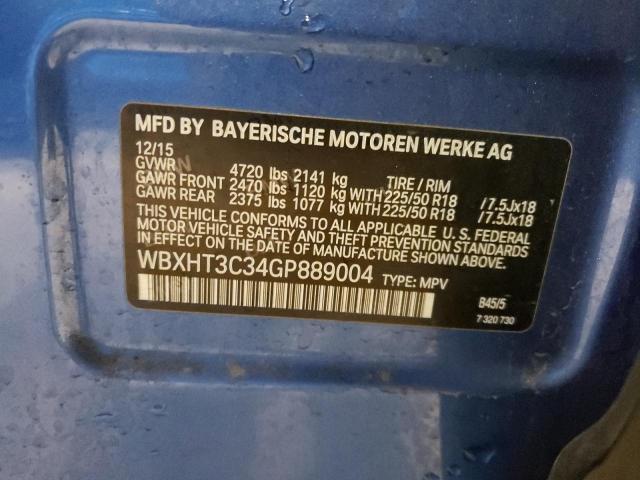 MFD BY BAYERISCHE MOTOREN WERKE AG
12/15
GVWR 4720 lbs 2141 kg TIRE / RIM
GAWR FRONT 2470 lbs 1120 kg WITH 225/50 R18 /7.5Jx18
GAWR REAR 2375 lbs 1077 kg WITH 225/50 R18 /7.5Jx18
THIS VEHICLE CONFORMS TO ALL APPLICABLE U. S. FEDERAL
MOTOR VEHICLE SAFETY, BUMPER, AND THEFT PREVENTION STANDARDS
IN EFFECT ON THE DATE OF MANUFACTURE SHOWN ABOVE.
WBXHT3C34GP889004 TYPE: MPV
B45/5
7 320 730